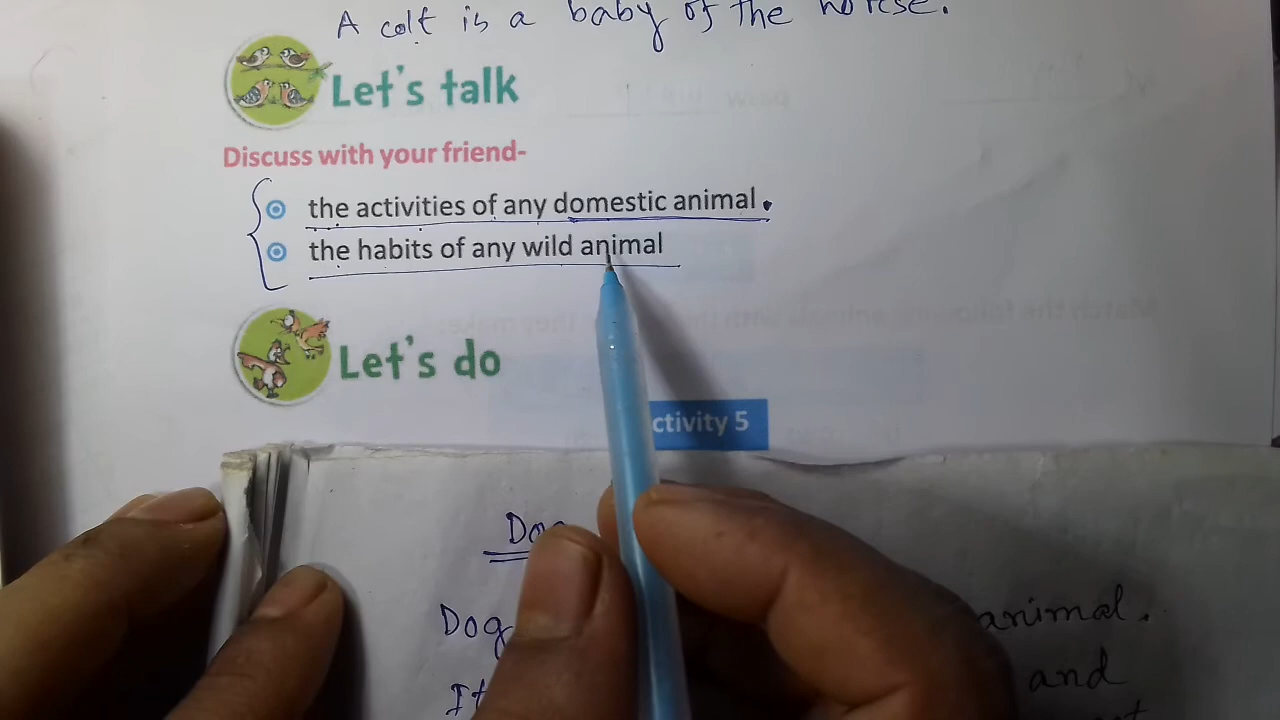 A colt is a baby of the horse.
Let's talk
Discuss with your friend-
the activities of any domestic animal.
the habits of any wild animal
Let's do
ctivity 5
Dog
Dog animal.
It and